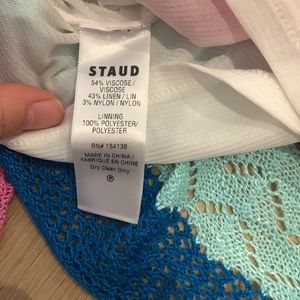 STAUD
54% VISCOSE /
VISCOSE
43% LINEN / LIN
3% NYLON / NYLON
LINNING
100% POLYESTER/
POLYESTER
RN# 154138
MADE IN CHINA /
FABRIQUÉ EN CHINE
Dry Clean Only
P